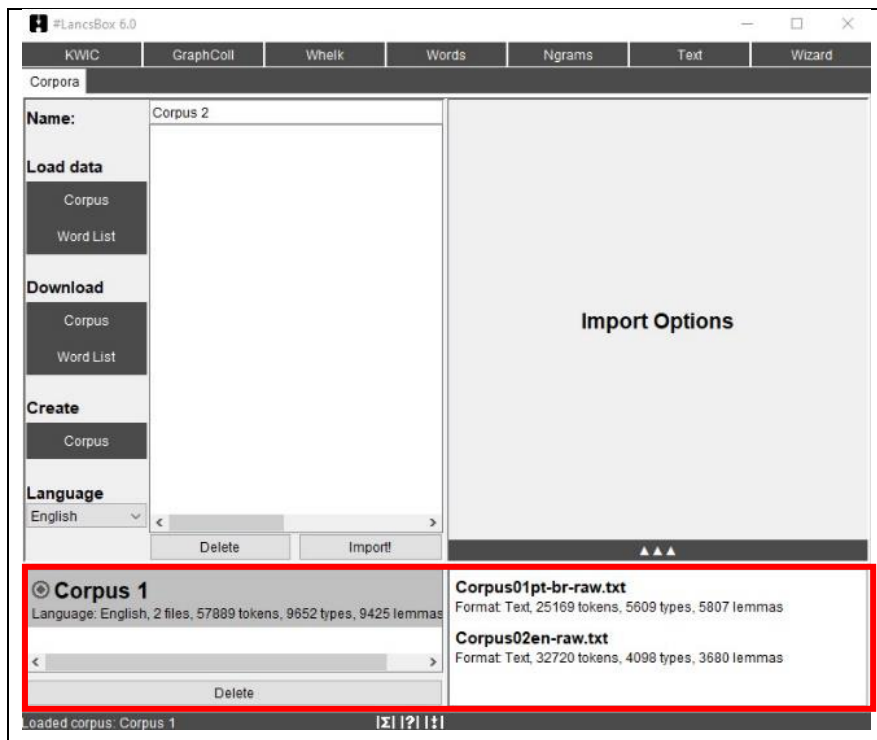 #LancsBox 6.0
KWIC GraphColl Whelk Words Ngrams Text Wizard
Corpora
Name:
Corpus 2
Load data
Corpus
Word List
Download
Corpus
Word List
Create
Corpus
Language
English
Delete Import!
Import Options
▲▲▲
Corpus 1
Language: English, 2 files, 57889 tokens, 9652 types, 9425 lemmas
Delete
Corpus01pt-br-raw.txt
Format: Text, 25169 tokens, 5609 types, 5807 lemmas
Corpus02en-raw.txt
Format: Text, 32720 tokens, 4098 types, 3680 lemmas
Loaded corpus: Corpus 1 |Σ| |?| |‡|